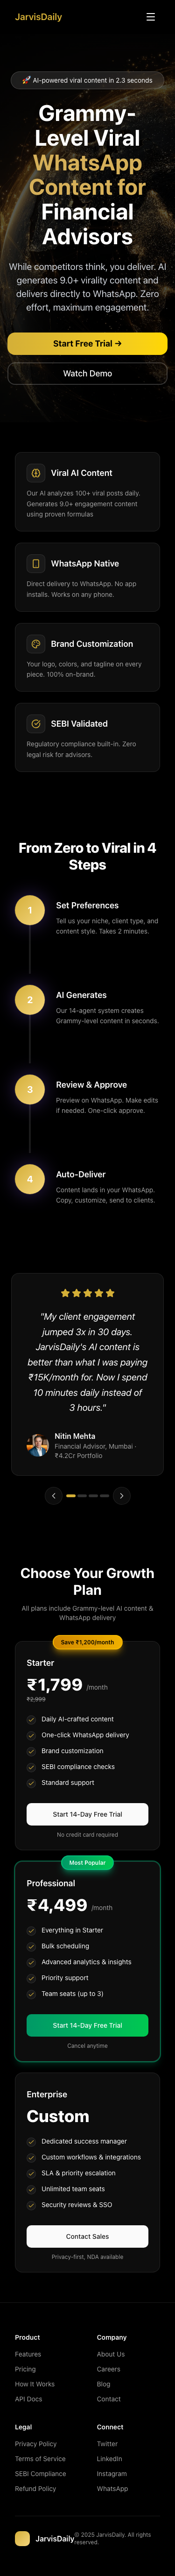 JarvisDaily
🚀 AI-powered viral content in 2.3 seconds
Grammy-
Level Viral
WhatsApp
Content for
Financial
Advisors
While competitors think, you deliver. AI
generates 9.0+ virality content and
delivers directly to WhatsApp. Zero
effort, maximum engagement.
Start Free Trial →
Watch Demo
Viral AI Content
Our AI analyzes 100+ viral posts daily.
Generates 9.0+ engagement content
using proven formulas
WhatsApp Native
Direct delivery to WhatsApp. No app
installs. Works on any phone.
Brand Customization
Your logo, colors, and tagline on every
piece. 100% on-brand.
SEBI Validated
Regulatory compliance built-in. Zero
legal risk for advisors.
From Zero to Viral in 4
Steps
1
Set Preferences
Tell us your niche, client type, and
content style. Takes 2 minutes.
2
AI Generates
Our 14-agent system creates
Grammy-level content in seconds.
3
Review & Approve
Preview on WhatsApp. Make edits
if needed. One-click approve.
4
Auto-Deliver
Content lands in your WhatsApp.
Copy, customize, send to clients.
"My client engagement
jumped 3x in 30 days.
JarvisDaily's AI content is
better than what I was paying
₹15K/month for. Now I spend
10 minutes daily instead of
3 hours."
Nitin Mehta
Financial Advisor, Mumbai ·
₹4.2Cr Portfolio
Choose Your Growth
Plan
All plans include Grammy-level AI content &
WhatsApp delivery
Save ₹1,200/month
Starter
₹1,799 /month
₹2,999
Daily AI-crafted content
One-click WhatsApp delivery
Brand customization
SEBI compliance checks
Standard support
Start 14-Day Free Trial
No credit card required
Most Popular
Professional
₹4,499 /month
Everything in Starter
Bulk scheduling
Advanced analytics & insights
Priority support
Team seats (up to 3)
Start 14-Day Free Trial
Cancel anytime
Enterprise
Custom
Dedicated success manager
Custom workflows & integrations
SLA & priority escalation
Unlimited team seats
Security reviews & SSO
Contact Sales
Privacy-first, NDA available
Product
Features
Pricing
How It Works
API Docs
Company
About Us
Careers
Blog
Contact
Legal
Privacy Policy
Terms of Service
SEBI Compliance
Refund Policy
Connect
Twitter
LinkedIn
Instagram
WhatsApp
JarvisDaily
© 2025 JarvisDaily. All rights
reserved.